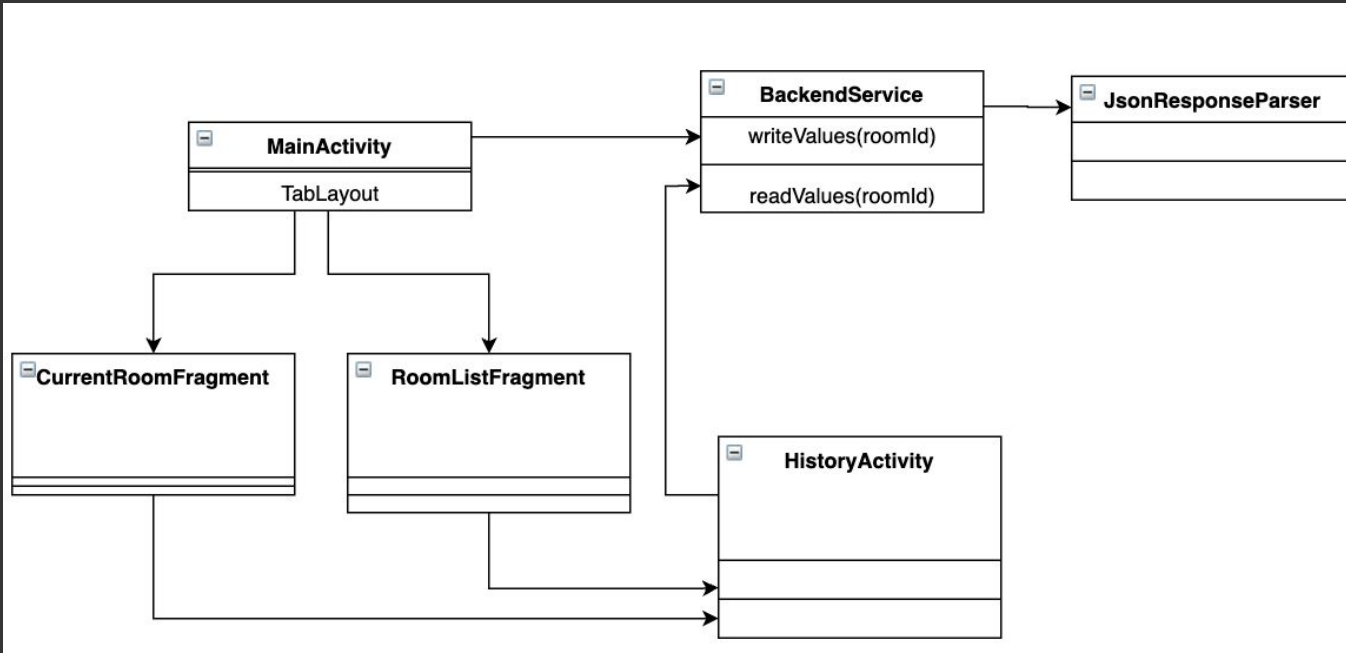 BackendService
JsonResponseParser
writeValues(roomId)
MainActivity
TabLayout
readValues(roomId)
CurrentRoomFragment
RoomListFragment
HistoryActivity